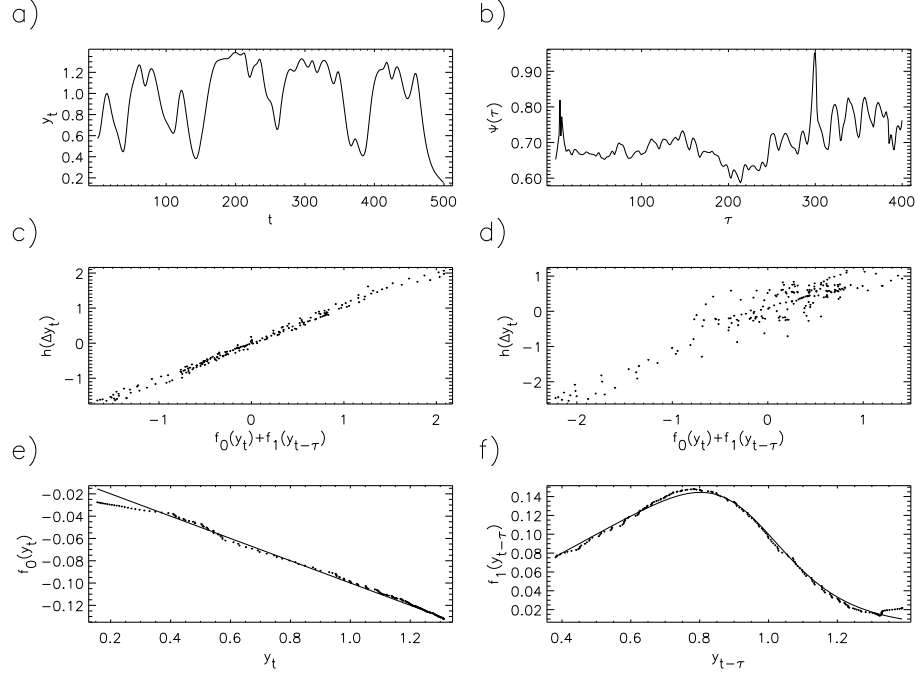 a)
1.2
1.0
0.8
0.6
0.4
0.2
y_t
100 200 300 400 500
t
b)
0.90
0.80
0.70
0.60
Ψ(τ)
100 200 300 400
τ
c)
2
1
0
−1
h(Δy_t)
−1 0 1 2
f_0(y_t)+f_1(y_{t−τ})
d)
1
0
−1
−2
h(Δy_t)
−2 −1 0 1
f_0(y_t)+f_1(y_{t−τ})
e)
−0.02
−0.04
−0.06
−0.08
−0.10
−0.12
f_0(y_t)
0.2 0.4 0.6 0.8 1.0 1.2
y_t
f)
0.14
0.12
0.10
0.08
0.06
0.04
0.02
f_1(y_{t−τ})
0.4 0.6 0.8 1.0 1.2
y_{t−τ}